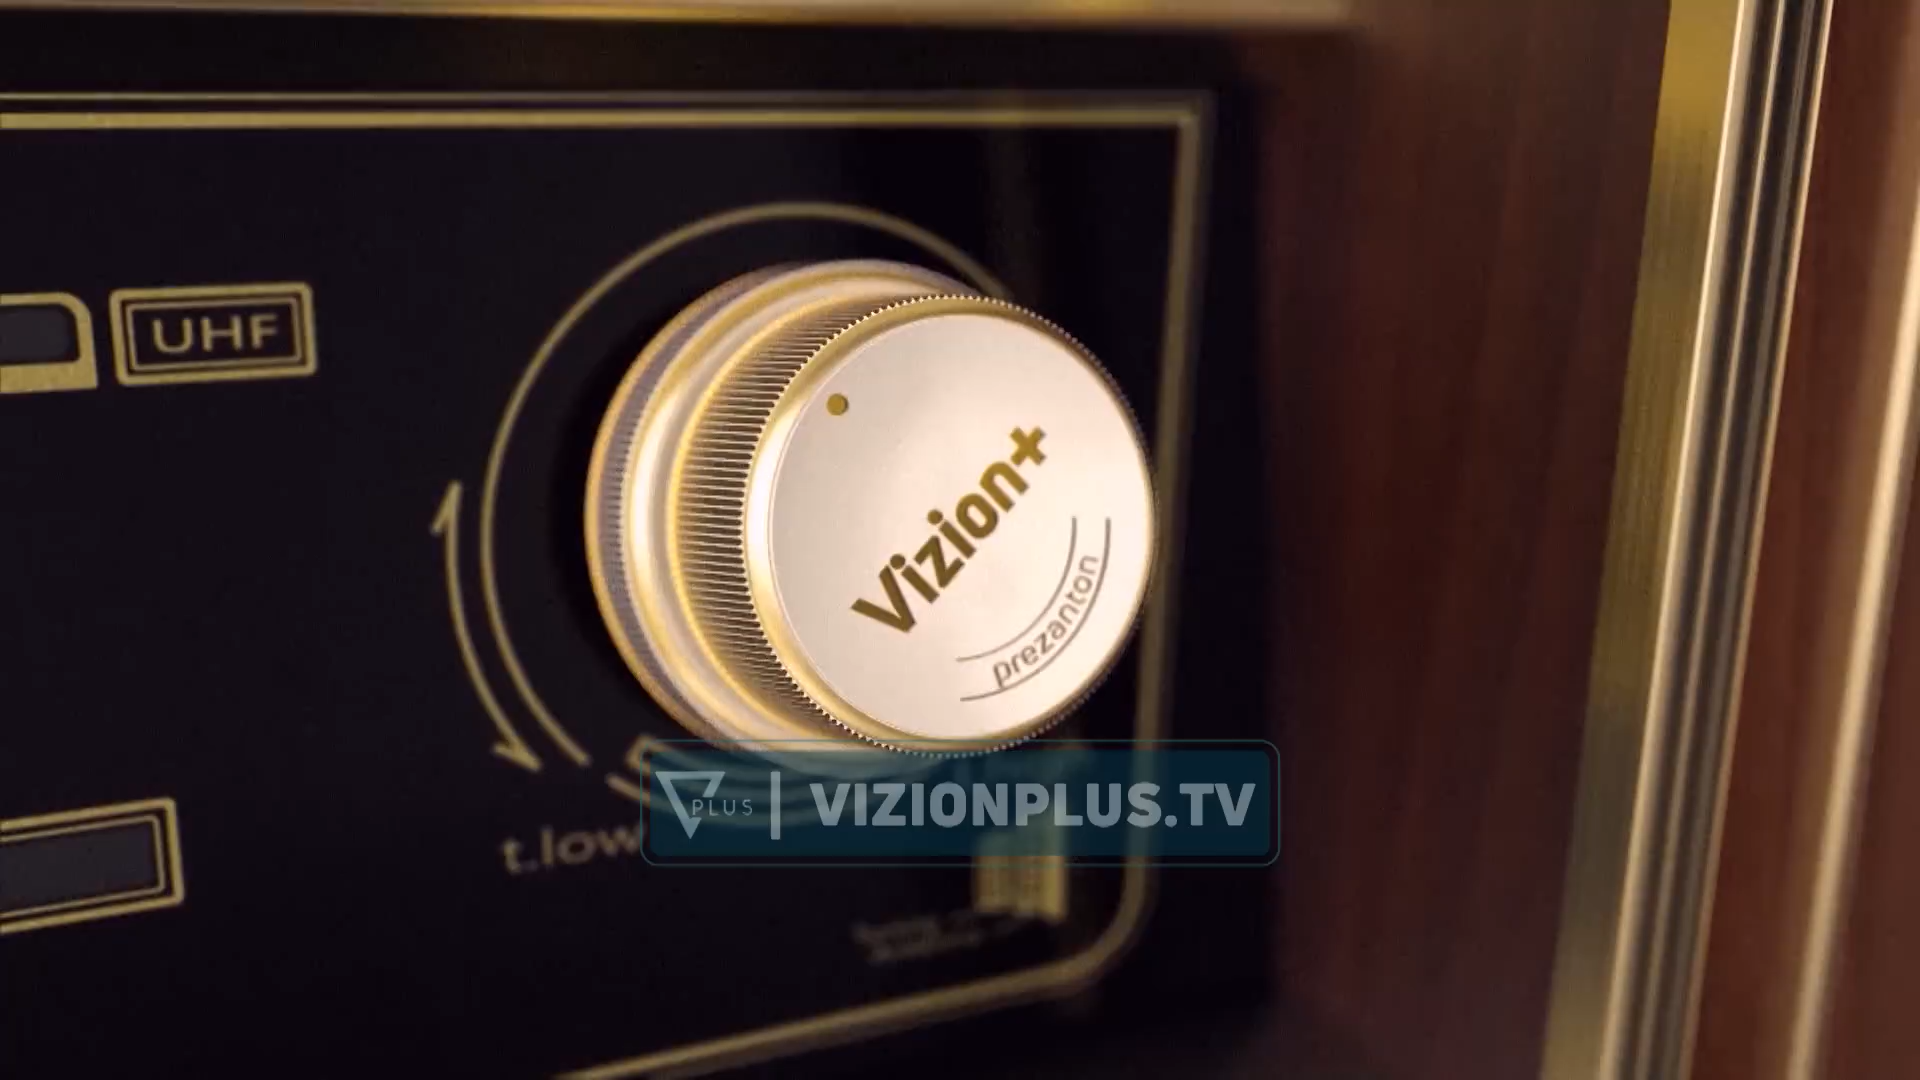 UHF
Vizion+
prezanton
t.low
PLUS
VIZIONPLUS.TV